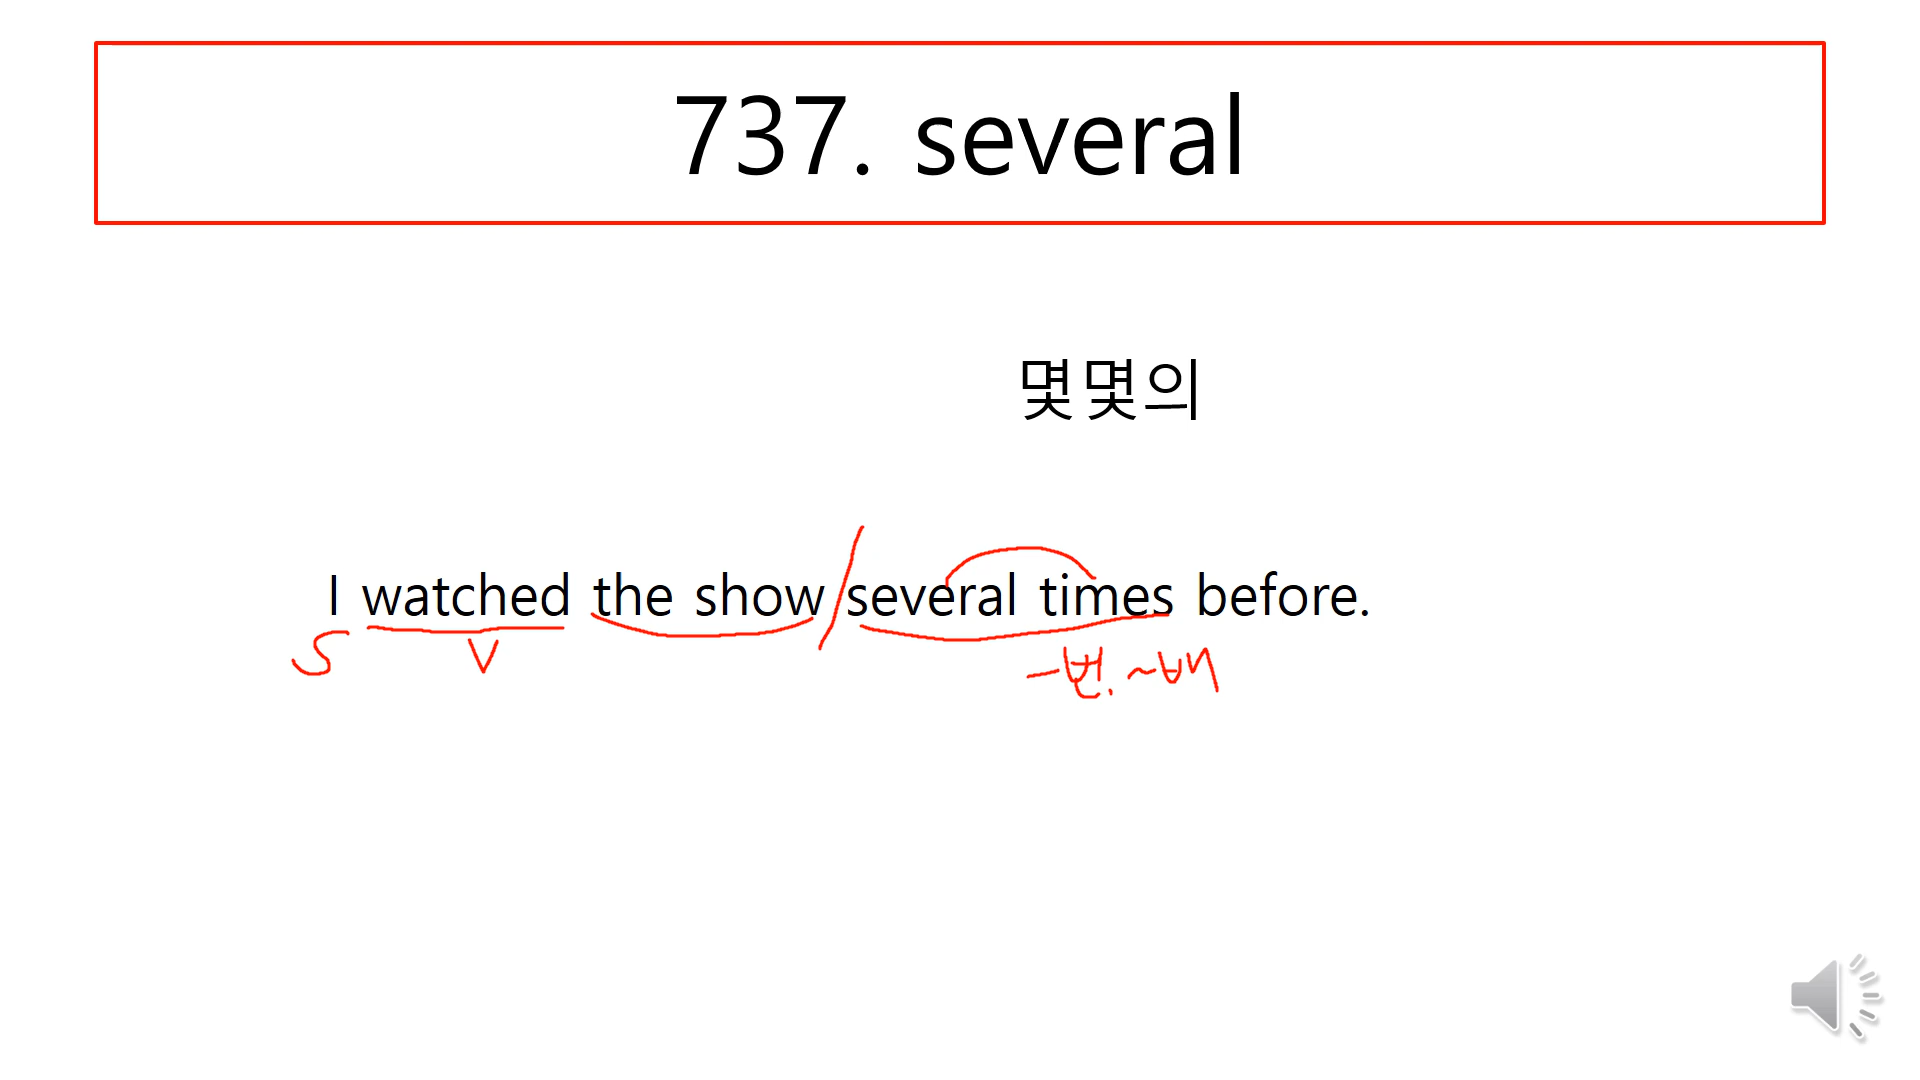 737. several
몇몇의
I watched the show / several times before.
S V ~번. ~배